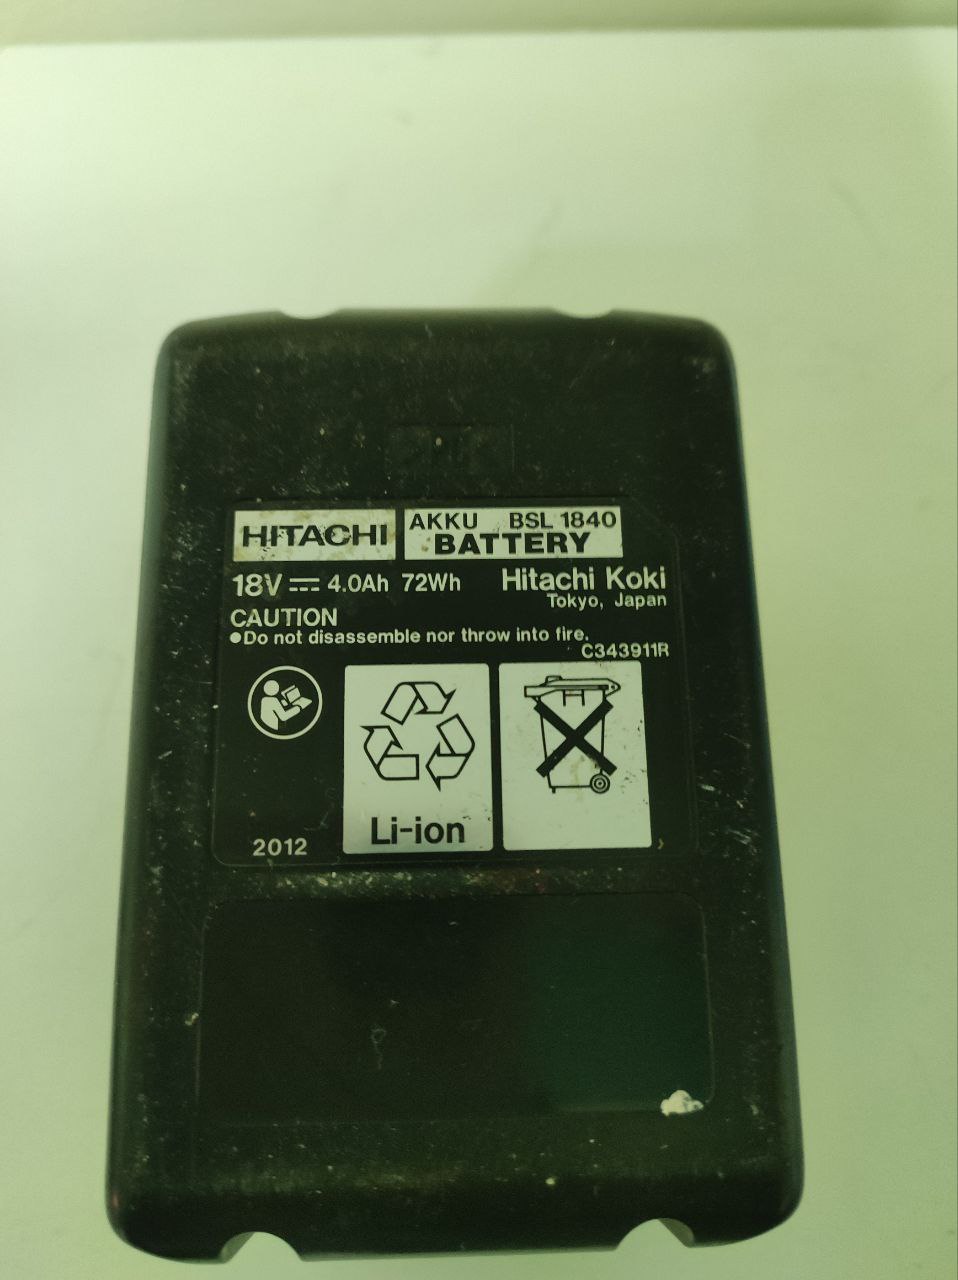 HITACHI
AKKU BSL 1840
BATTERY
18V 4.0Ah 72Wh
Hitachi Koki
Tokyo, Japan
CAUTION
●Do not disassemble nor throw into fire.
C343911R
Li-ion
2012